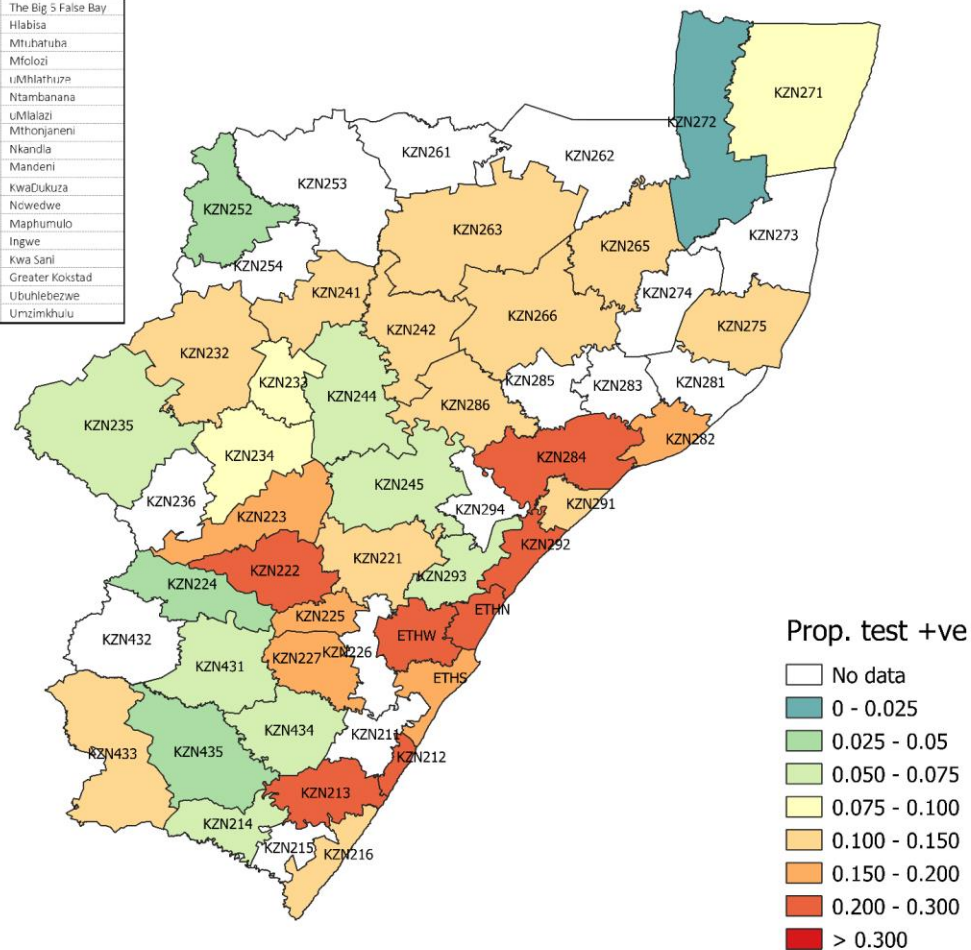 The Big 5 False Bay
Hlabisa
Mtubatuba
Mfolozi
uMhlathuze
Ntambanana
uMlalazi
Mthonjaneni
Nkandla
Mandeni
KwaDukuza
Ndwedwe
Maphumulo
Ingwe
Kwa Sani
Greater Kokstad
Ubuhlebezwe
Umzimkhulu
KZN271
KZN272
KZN261
KZN262
KZN253
KZN252
KZN263
KZN273
KZN265
KZN254
KZN241
KZN274
KZN266
KZN242
KZN275
KZN232
KZN233
KZN285
KZN283
KZN281
KZN244
KZN286
KZN235
KZN282
KZN234
KZN284
KZN245
KZN236
KZN291
KZN294
KZN223
KZN292
KZN221
KZN222
KZN293
KZN224
ETHN
KZN225
ETHW
KZN432
KZN226
KZN227
KZN431
ETHS
KZN434
KZN211
KZN435
KZN433
KZN212
KZN213
KZN214
KZN215
KZN216
Prop. test +ve
No data
0 - 0.025
0.025 - 0.05
0.050 - 0.075
0.075 - 0.100
0.100 - 0.150
0.150 - 0.200
0.200 - 0.300
> 0.300